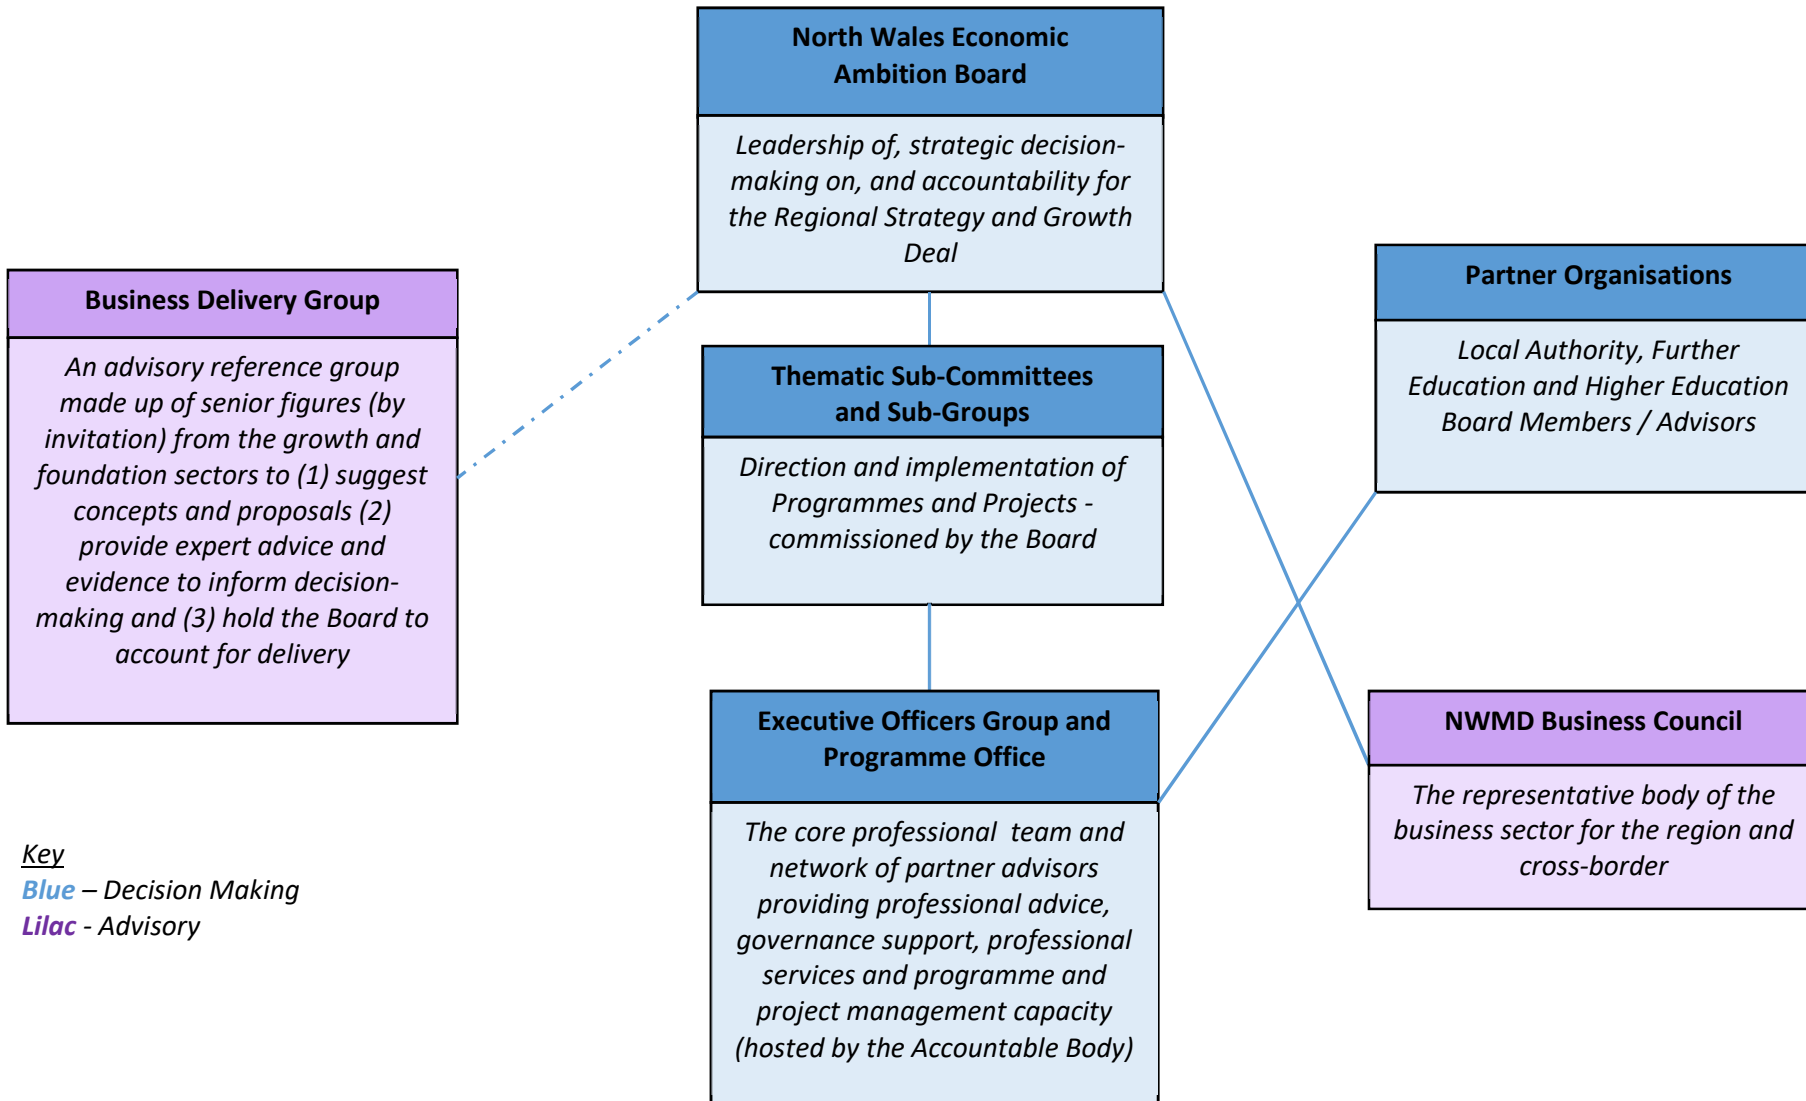 North Wales Economic
Ambition Board
Leadership of, strategic decision-
making on, and accountability for
the Regional Strategy and Growth
Deal
Business Delivery Group
An advisory reference group
made up of senior figures (by
invitation) from the growth and
foundation sectors to (1) suggest
concepts and proposals (2)
provide expert advice and
evidence to inform decision-
making and (3) hold the Board to
account for delivery
Thematic Sub-Committees
and Sub-Groups
Direction and implementation of
Programmes and Projects -
commissioned by the Board
Partner Organisations
Local Authority, Further
Education and Higher Education
Board Members / Advisors
Executive Officers Group and
Programme Office
The core professional  team and
network of partner advisors
providing professional advice,
governance support, professional
services and programme and
project management capacity
(hosted by the Accountable Body)
NWMD Business Council
The representative body of the
business sector for the region and
cross-border
Key
Blue – Decision Making
Lilac - Advisory